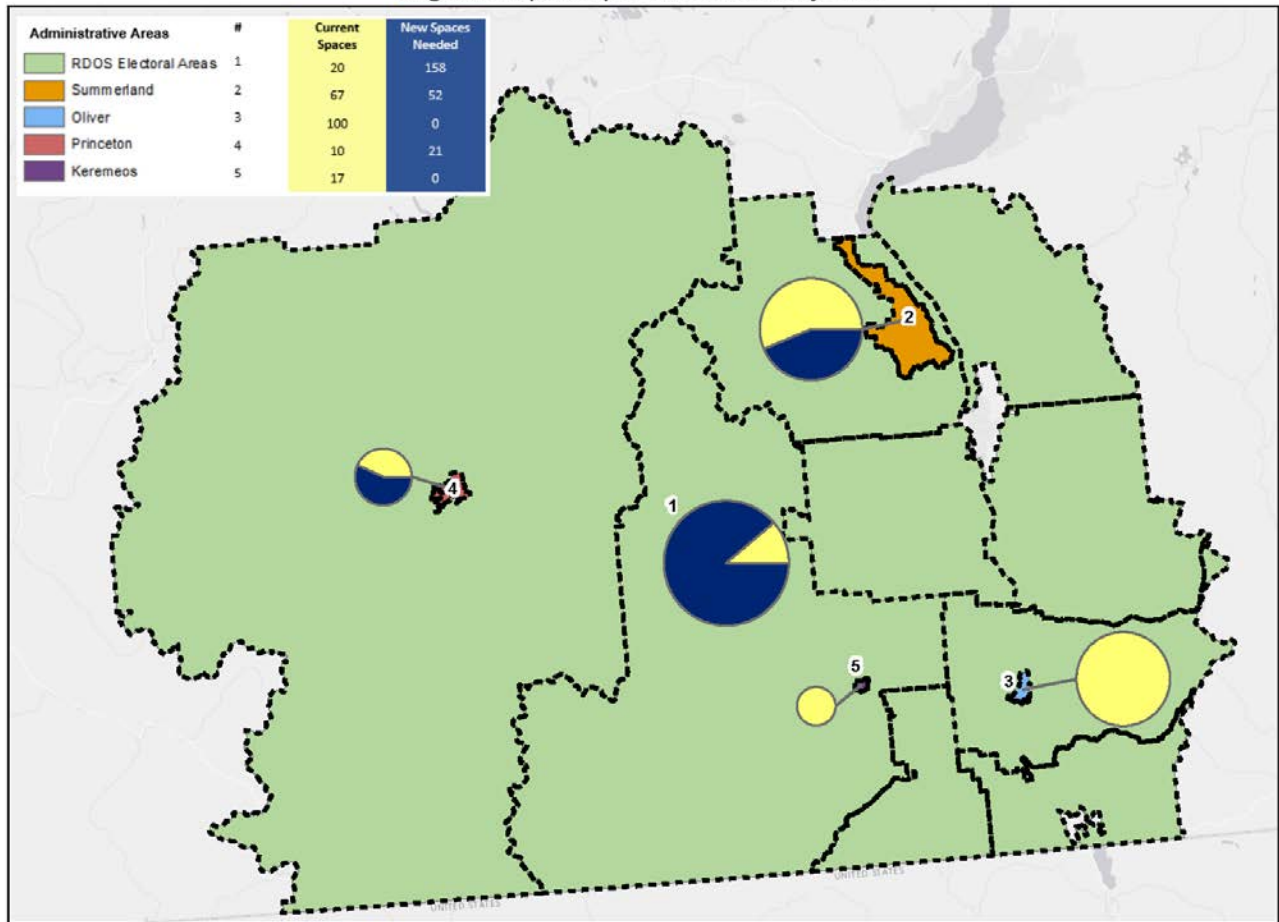 Administrative Areas # Current Spaces New Spaces Needed
RDOS Electoral Areas 1 20 158
Summerland 2 67 52
Oliver 3 100 0
Princeton 4 10 21
Keremeos 5 17 0
2
4
1
5
3
UNITED STATES
UNITED STATES